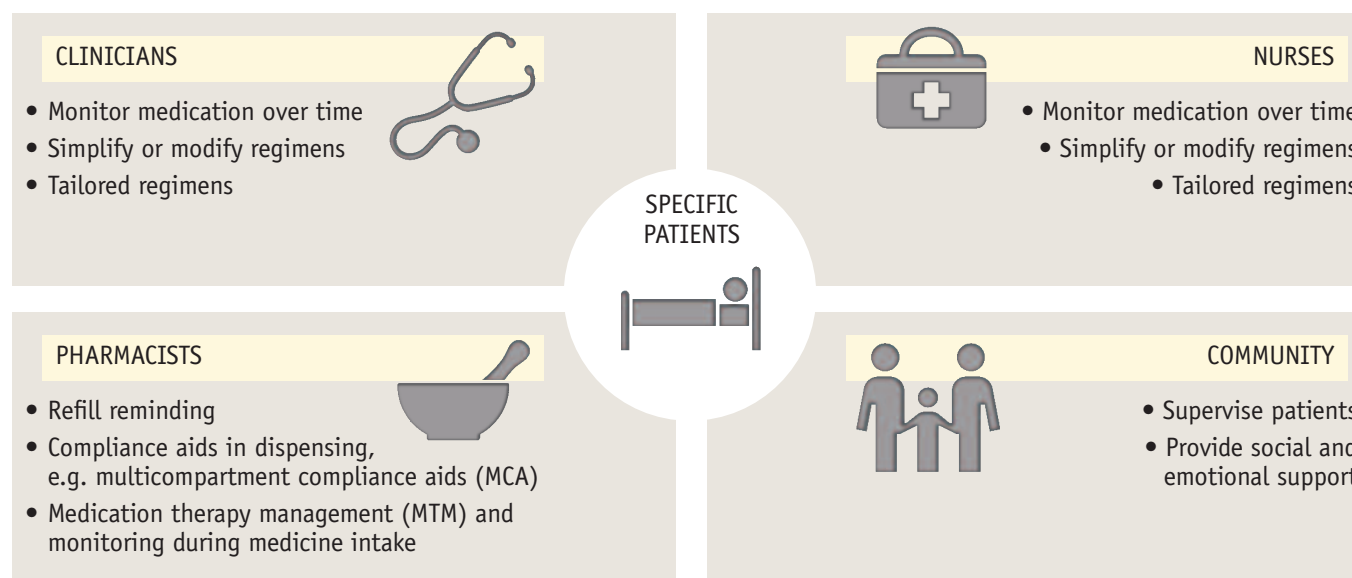 CLINICIANS
• Monitor medication over time
• Simplify or modify regimens
• Tailored regimens
NURSES
• Monitor medication over time
• Simplify or modify regimens
• Tailored regimens
SPECIFIC
PATIENTS
PHARMACISTS
• Refill reminding
• Compliance aids in dispensing,
e.g. multicompartment compliance aids (MCA)
• Medication therapy management (MTM) and
monitoring during medicine intake
COMMUNITY
• Supervise patients
• Provide social and
emotional support